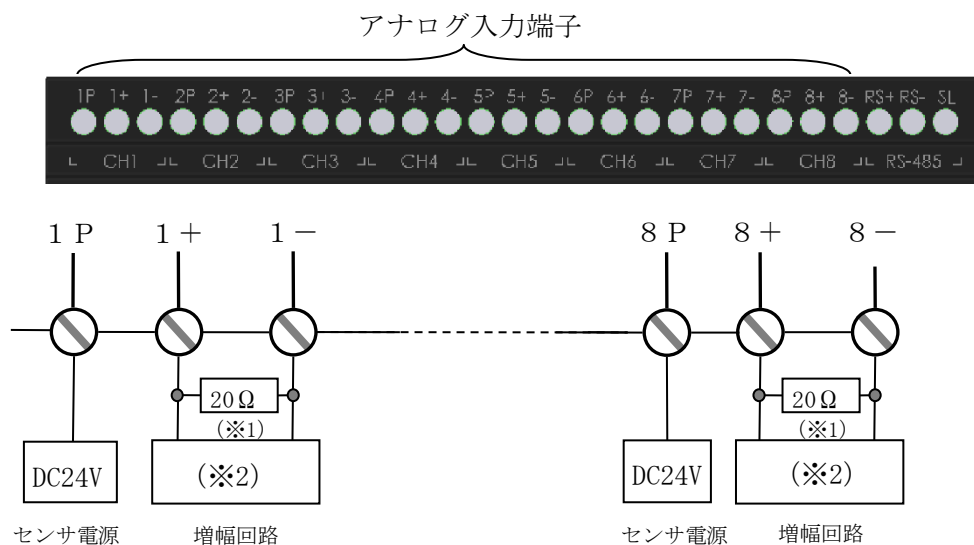 アナログ入力端子
1P 1+ 1- 2P 2+ 2- 3P 3+ 3- 4P 4+ 4- 5P 5+ 5- 6P 6+ 6- 7P 7+ 7- 8P 8+ 8- RS+ RS- SL
CH1 CH2 CH3 CH4 CH5 CH6 CH7 CH8 RS-485
1P 1+ 1- 8P 8+ 8-
20Ω 20Ω
(※1) (※1)
DC24V (※2) DC24V (※2)
センサ電源 増幅回路 センサ電源 増幅回路